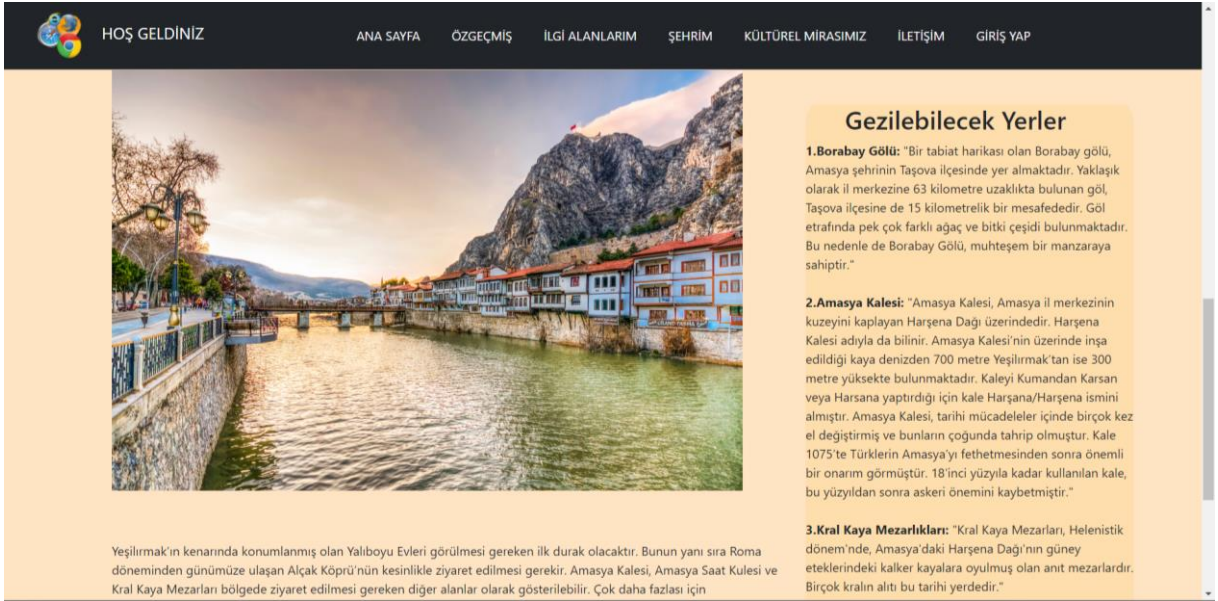 HOŞ GELDİNİZ
ANA SAYFA ÖZGEÇMİŞ İLGİ ALANLARIM ŞEHRİM KÜLTÜREL MİRASIMIZ İLETİŞİM GİRİŞ YAP
Yeşilırmak'ın kenarında konumlanmış olan Yalıboyu Evleri görülmesi gereken ilk durak olacaktır. Bunun yanı sıra Roma
döneminden günümüze ulaşan Alçak Köprü'nün kesinlikle ziyaret edilmesi gerekir. Amasya Kalesi, Amasya Saat Kulesi ve
Kral Kaya Mezarları bölgede ziyaret edilmesi gereken diğer alanlar olarak gösterilebilir. Çok daha fazlası için
Gezilebilecek Yerler
1.Borabay Gölü: "Bir tabiat harikası olan Borabay gölü,
Amasya şehrinin Taşova ilçesinde yer almaktadır. Yaklaşık
olarak il merkezine 63 kilometre uzaklıkta bulunan göl,
Taşova ilçesine de 15 kilometrelik bir mesafededir. Göl
etrafında pek çok farklı ağaç ve bitki çeşidi bulunmaktadır.
Bu nedenle de Borabay Gölü, muhteşem bir manzaraya
sahiptir."
2.Amasya Kalesi: "Amasya Kalesi, Amasya il merkezinin
kuzeyini kaplayan Harşena Dağı üzerindedir. Harşena
Kalesi adıyla da bilinir. Amasya Kalesi'nin üzerinde inşa
edildiği kaya denizden 700 metre Yeşilırmak'tan ise 300
metre yüksekte bulunmaktadır. Kaleyi Kumandan Karsan
veya Harsana yaptırdığı için kale Harşana/Harşena ismini
almıştır. Amasya Kalesi, tarihi mücadeleler içinde birçok kez
el değiştirmiş ve bunların çoğunda tahrip olmuştur. Kale
1075'te Türklerin Amasya'yı fethetmesinden sonra önemli
bir onarım görmüştür. 18'inci yüzyıla kadar kullanılan kale,
bu yüzyıldan sonra askeri önemini kaybetmiştir."
3.Kral Kaya Mezarlıkları: "Kral Kaya Mezarları, Helenistik
dönem'nde, Amasya'daki Harşena Dağı'nın güney
eteklerindeki kalker kayalara oyulmuş olan anıt mezarlardır.
Birçok kralın alıtı bu tarihi yerdedir."